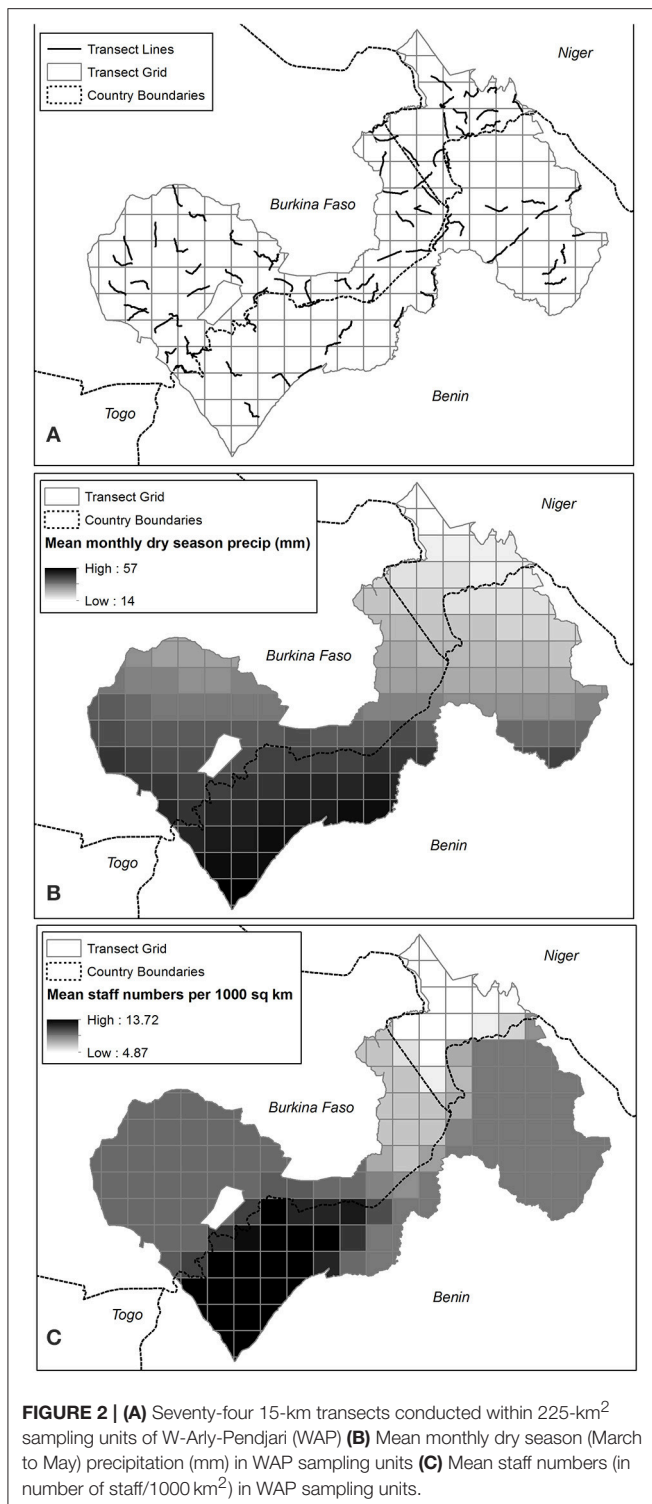 Transect Lines
Transect Grid
Country Boundaries
Niger
Burkina Faso
Benin
Togo
A
Transect Grid
Country Boundaries
Mean monthly dry season precip (mm)
High : 57
Low : 14
Niger
Burkina Faso
Benin
Togo
B
Transect Grid
Country Boundaries
Mean staff numbers per 1000 sq km
High : 13.72
Low : 4.87
Niger
Burkina Faso
Benin
Togo
C
FIGURE 2 | (A) Seventy-four 15-km transects conducted within 225-km²
sampling units of W-Arly-Pendjari (WAP) (B) Mean monthly dry season (March
to May) precipitation (mm) in WAP sampling units (C) Mean staff numbers (in
number of staff/1000 km²) in WAP sampling units.